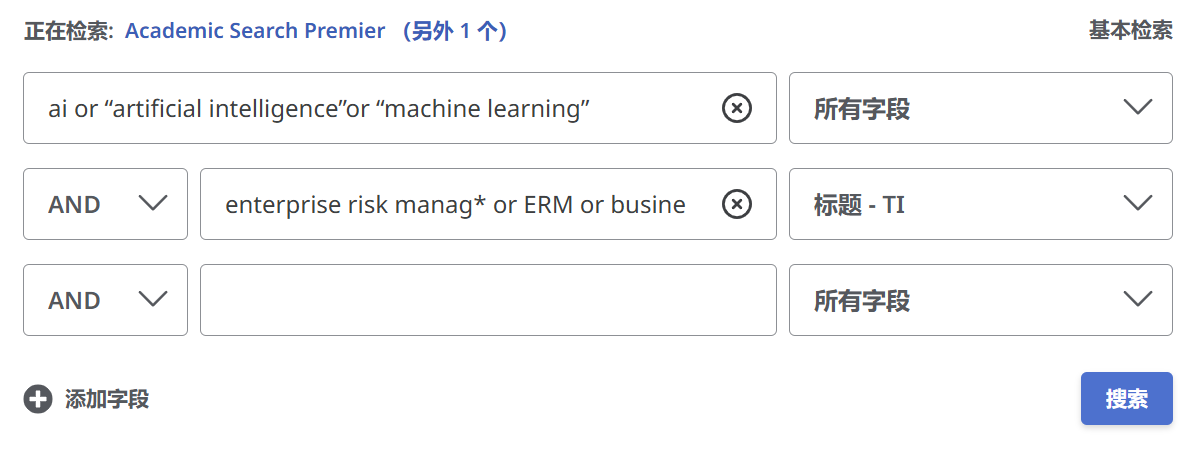 正在检索: Academic Search Premier （另外 1 个） 基本检索
ai or “artificial intelligence”or “machine learning” 所有字段
AND enterprise risk manag* or ERM or busine 标题 - TI
AND 所有字段
添加字段 搜索